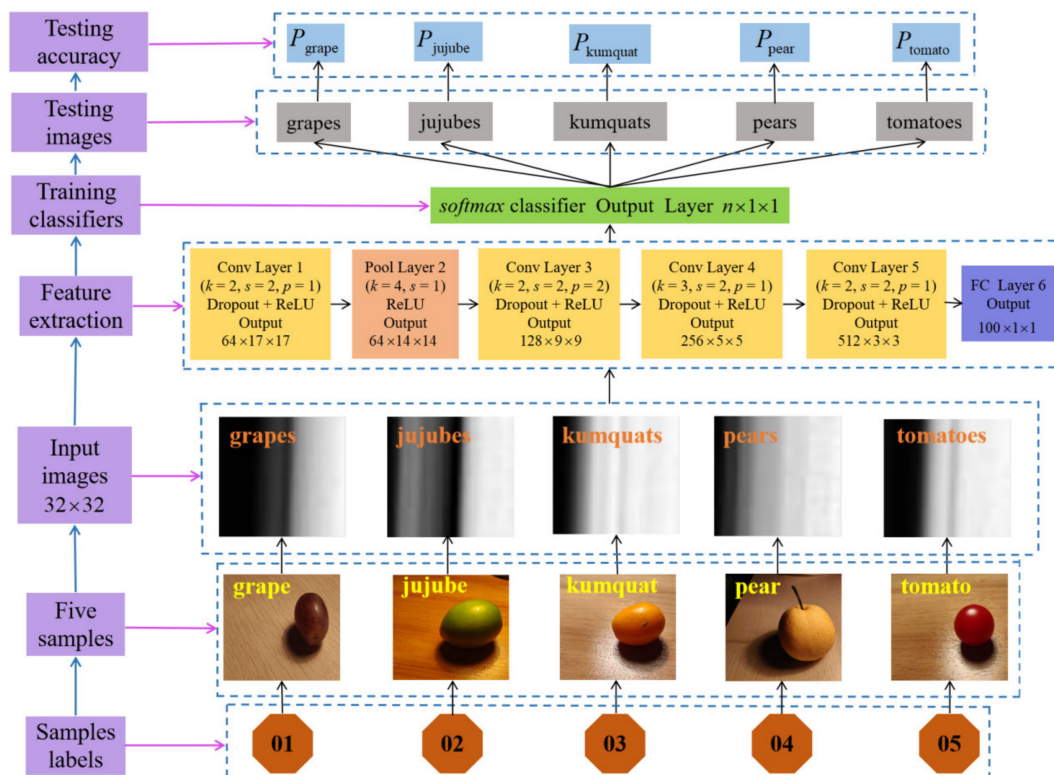 Testing
accuracy
P_grape
P_jujube
P_kumquat
P_pear
P_tomato
Testing
images
grapes
jujubes
kumquats
pears
tomatoes
Training
classifiers
softmax classifier Output Layer n×1×1
Feature
extraction
Conv Layer 1
(k = 2, s = 2, p = 1)
Dropout + ReLU
Output
64×17×17
Pool Layer 2
(k = 4, s = 1)
ReLU
Output
64×14×14
Conv Layer 3
(k = 2, s = 2, p = 2)
Dropout + ReLU
Output
128×9×9
Conv Layer 4
(k = 3, s = 2, p = 1)
Dropout + ReLU
Output
256×5×5
Conv Layer 5
(k = 2, s = 2, p = 1)
Dropout + ReLU
Output
512×3×3
FC Layer 6
Output
100×1×1
Input
images
32×32
grapes
jujubes
kumquats
pears
tomatoes
Five
samples
grape
jujube
kumquat
pear
tomato
Samples
labels
01
02
03
04
05